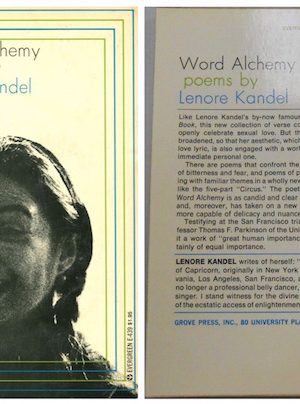 hemy
ndel
EVERGREEN E-439 $1.95
Word Alchemy
poems by
Lenore Kandel
Like Lenore Kandel's by-now famous
Book, this new collection of verse co
openly celebrate sexual love. But th
broadened, so that her aesthetic, which
love lyric, is also engaged with a worl
immediate personal one.
There are poems that confront the
of bitterness and fear, and poems of p
ing with familiar themes in a wholly new
like the five-part "Circus." The poet
Word Alchemy is as candid and clear
and, moreover, has taken on a new
more capable of delicacy and nuance
Testifying at the San Francisco tria
fessor Thomas F. Parkinson of the Uni
it a work of "great human importanc
tainly of equal importance.
LENORE KANDEL writes of herself: "
of Capricorn, originally in New York
vania, Los Angeles, San Francisco, a
no longer a professional belly dancer,
singer. I stand witness for the divine
of the ecstatic access of enlightenmen
GROVE PRESS, INC., 80 UNIVERSITY PLA